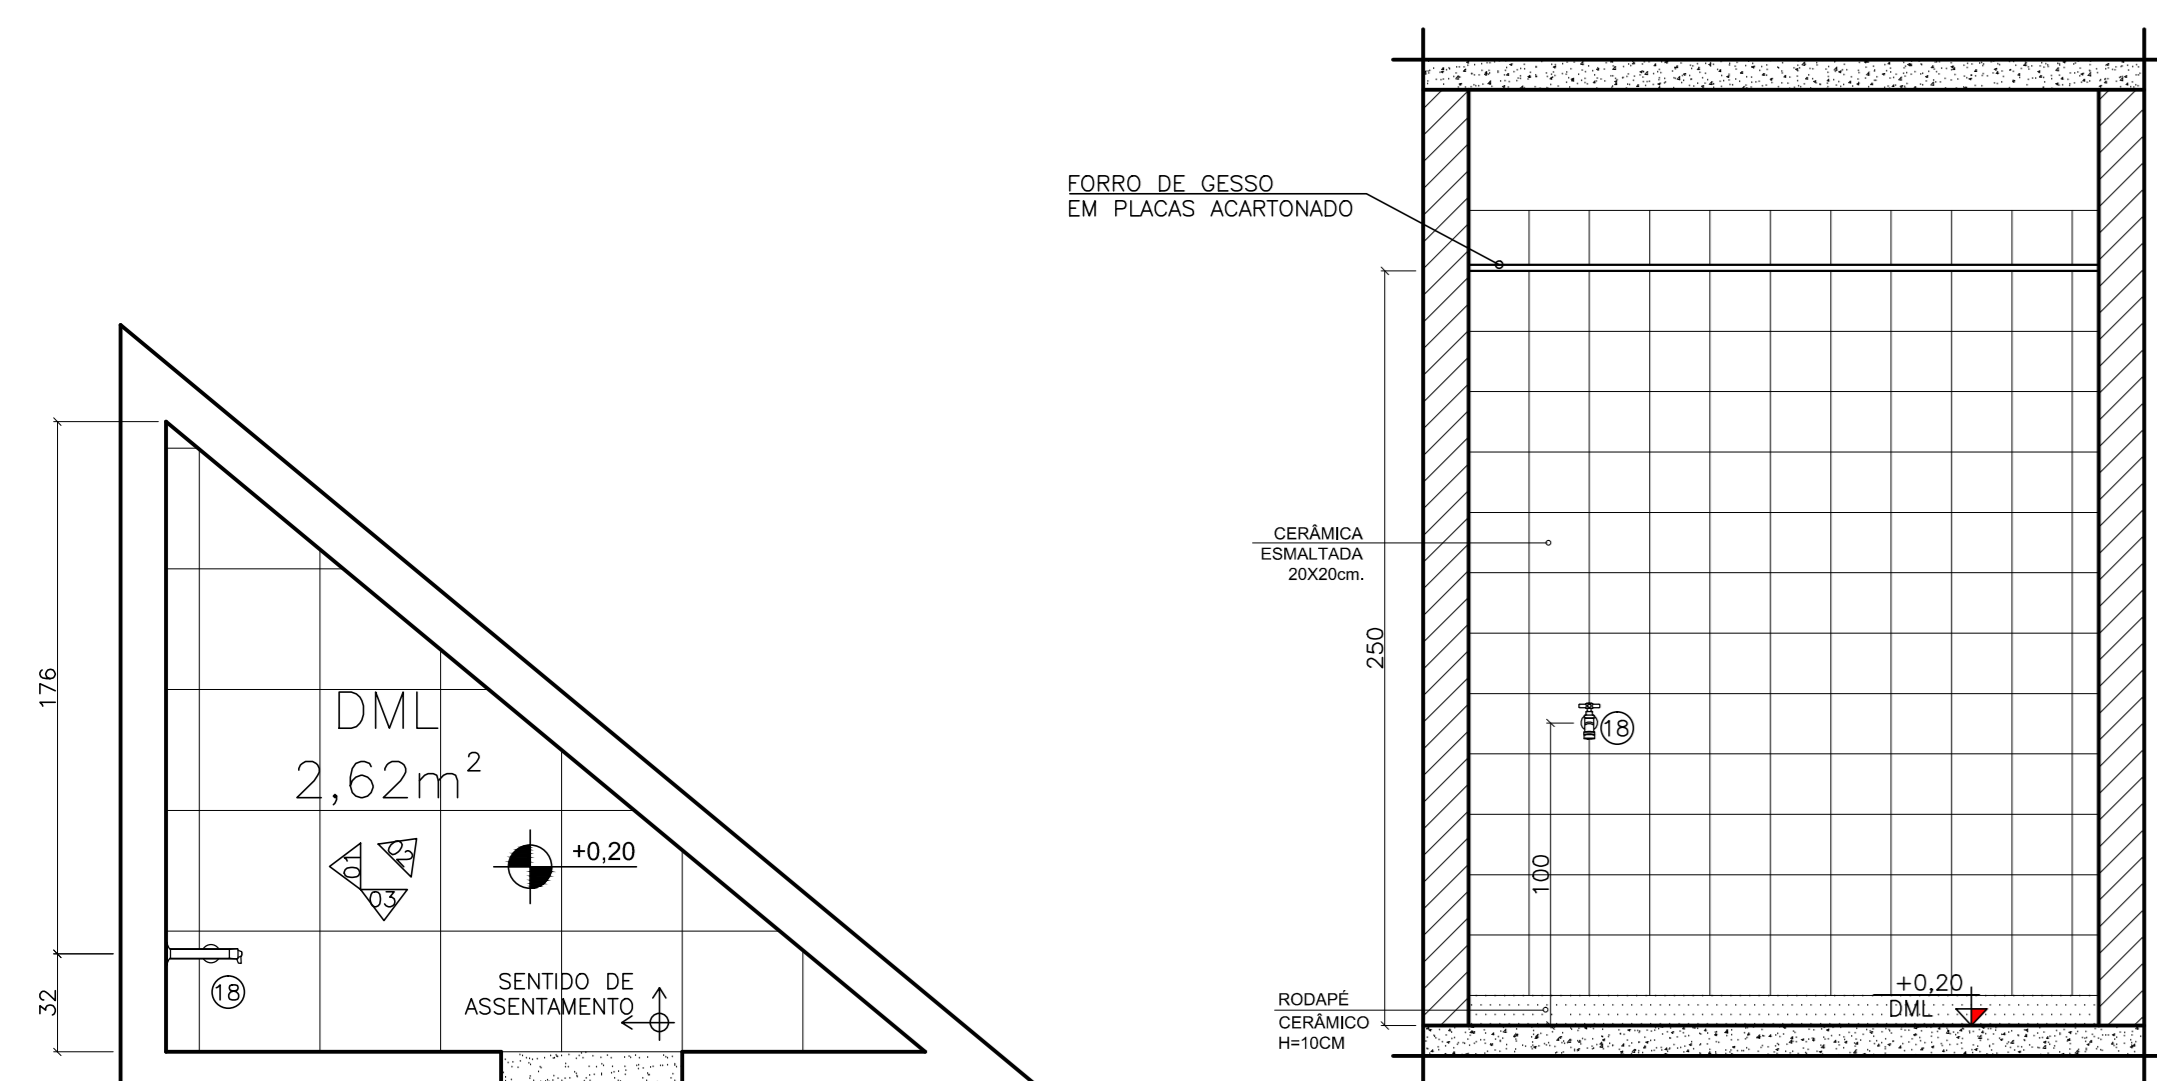 176
32
DML
2,62m²
01
02
03
+0,20
18
SENTIDO DE
ASSENTAMENTO
FORRO DE GESSO
EM PLACAS ACARTONADO
CERÂMICA
ESMALTADA
20X20cm.
250
18
100
RODAPÉ
CERÂMICO
H=10CM
+0,20
DML